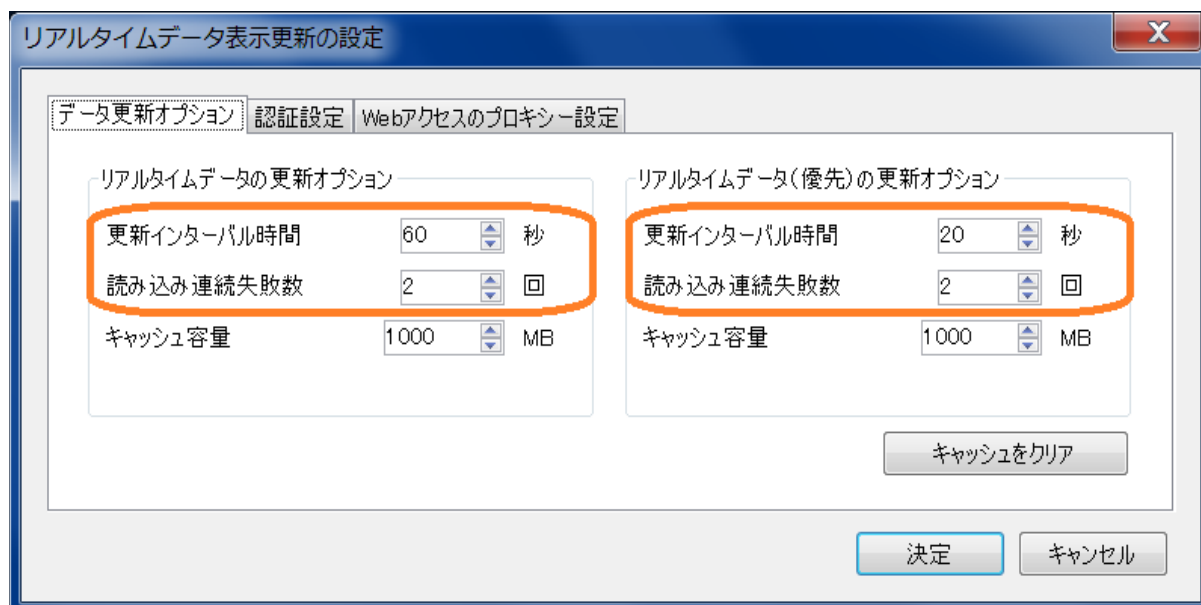 リアルタイムデータ表示更新の設定
データ更新オプション 認証設定 Webアクセスのプロキシー設定
リアルタイムデータの更新オプション
更新インターバル時間 60 秒
読み込み連続失敗数 2 回
キャッシュ容量 1000 MB
リアルタイムデータ(優先)の更新オプション
更新インターバル時間 20 秒
読み込み連続失敗数 2 回
キャッシュ容量 1000 MB
キャッシュをクリア
決定 キャンセル